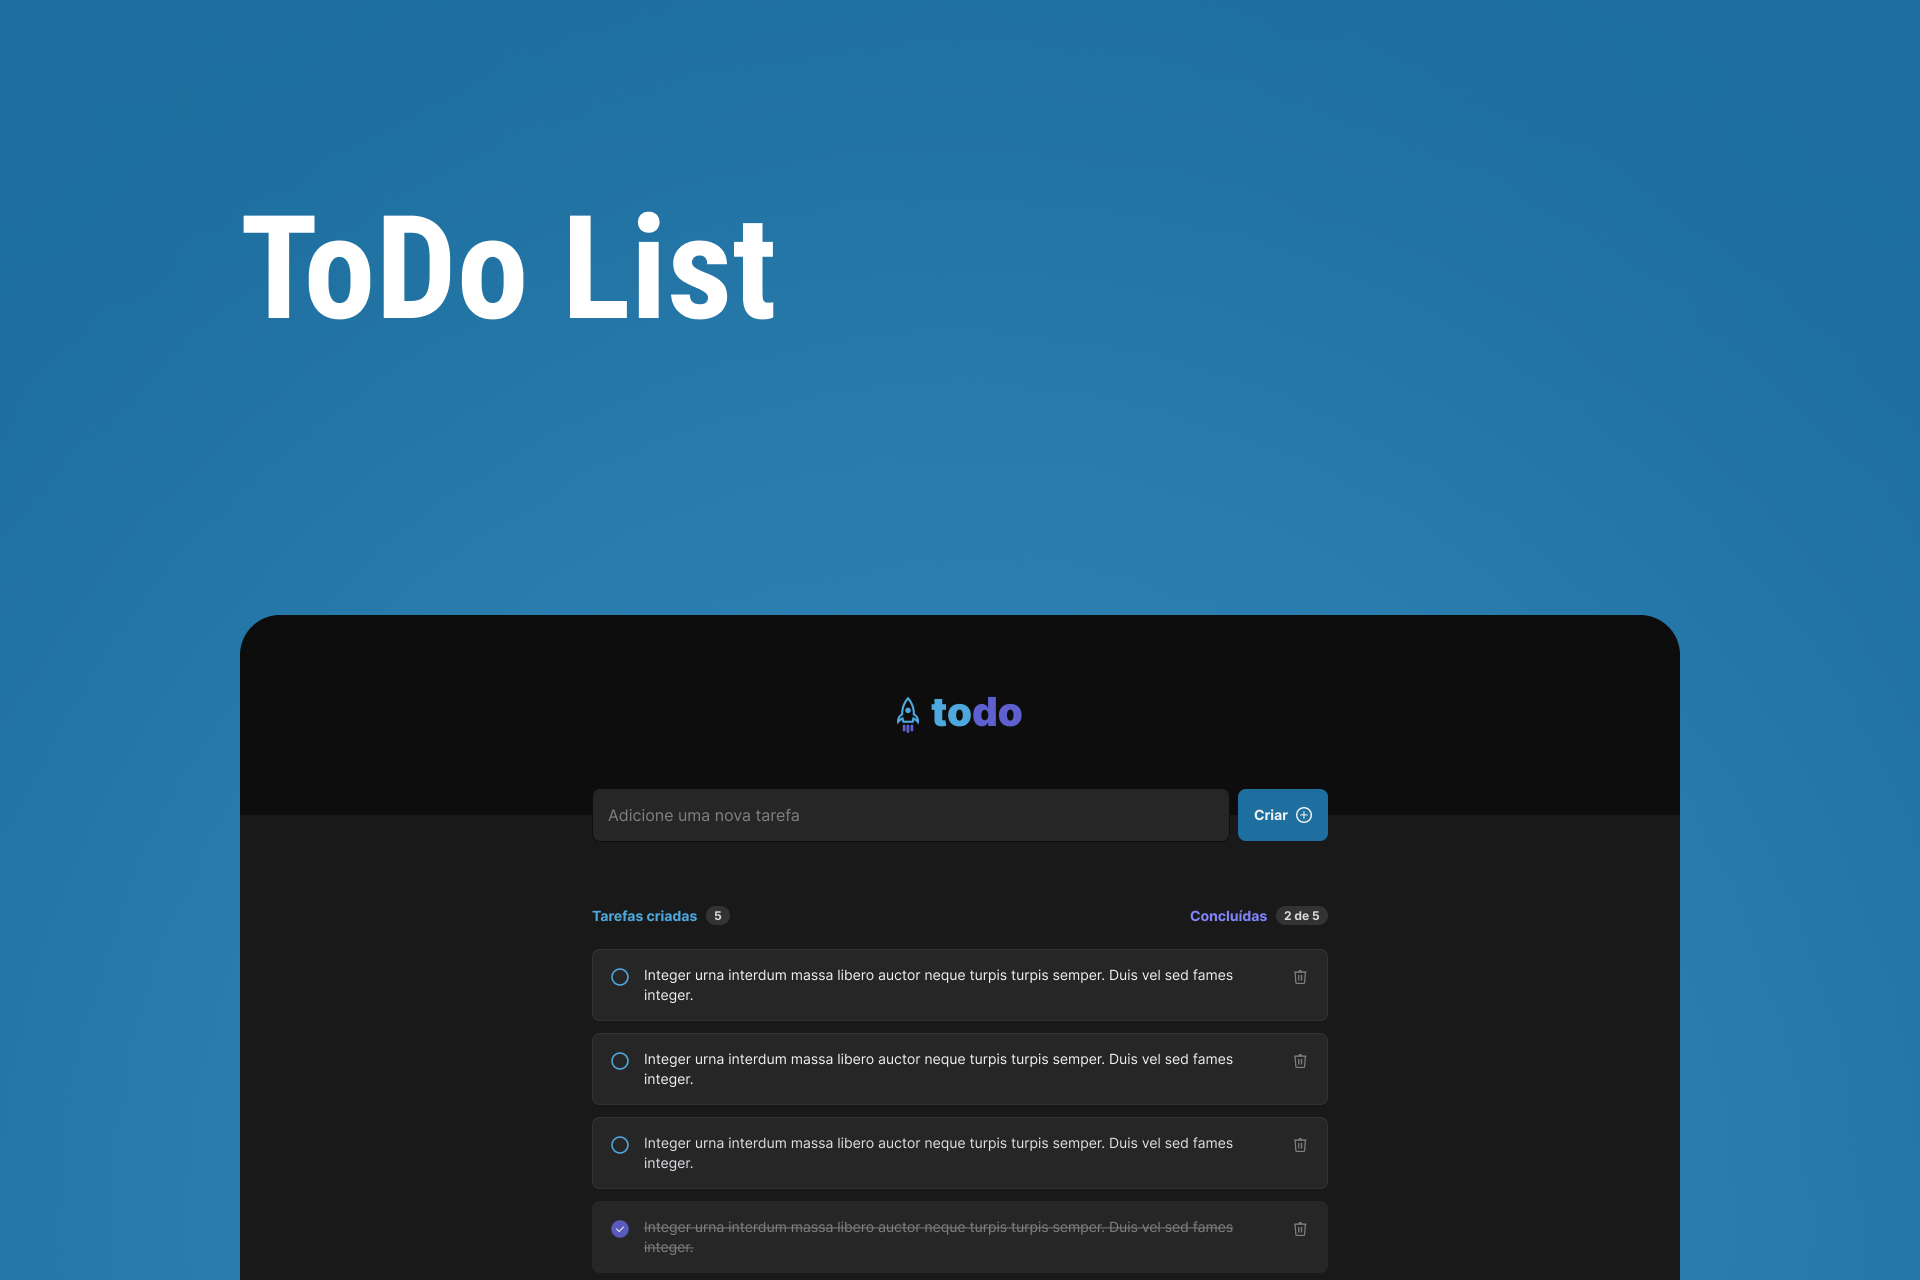 ToDo List
todo
Adicione uma nova tarefa
Criar
Tarefas criadas 5
Concluídas 2 de 5
Integer urna interdum massa libero auctor neque turpis turpis semper. Duis vel sed fames
integer.
Integer urna interdum massa libero auctor neque turpis turpis semper. Duis vel sed fames
integer.
Integer urna interdum massa libero auctor neque turpis turpis semper. Duis vel sed fames
integer.
Integer urna interdum massa libero auctor neque turpis turpis semper. Duis vel sed fames
integer.